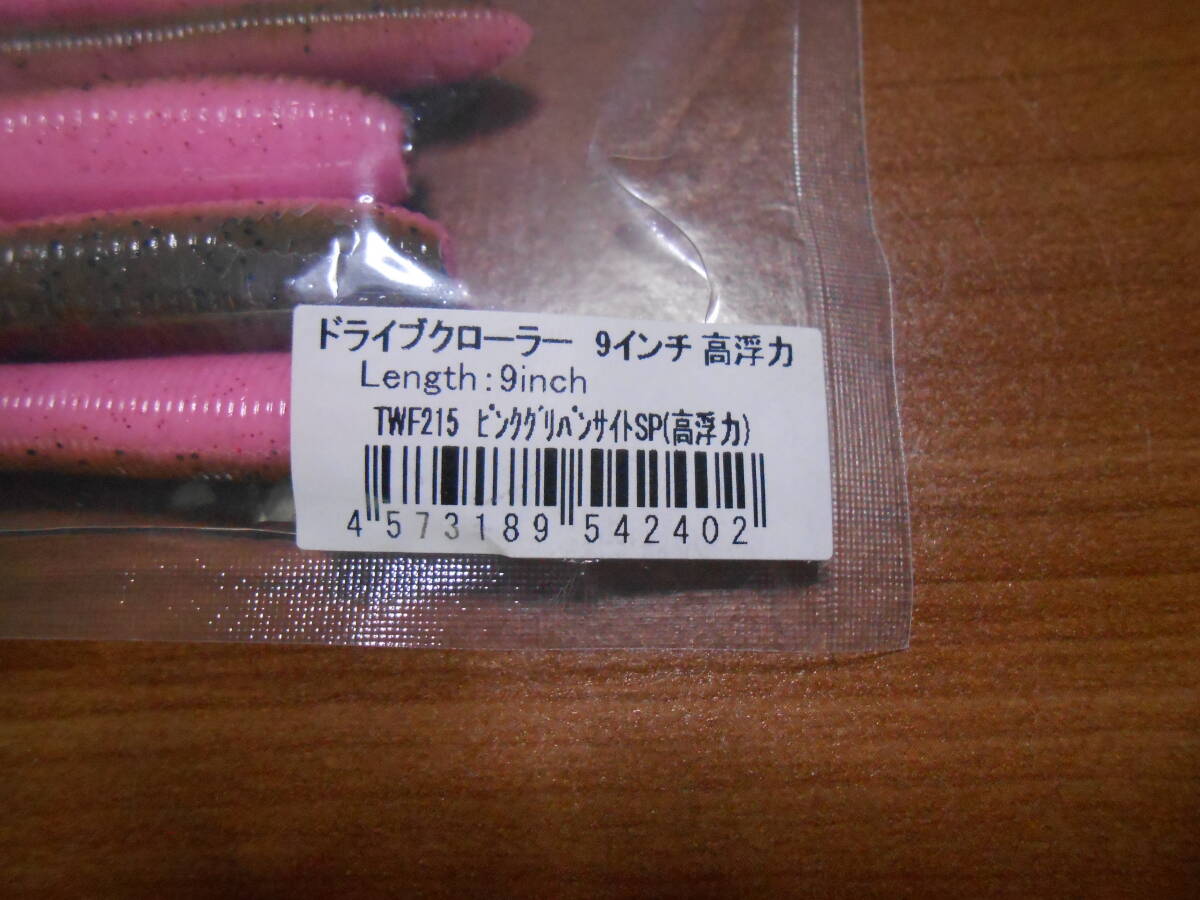 ドライブクローラー 9インチ 高浮力
Length:9inch
TWF215 ﾋﾟﾝｸｸﾞﾘﾊﾟﾝｻｲﾄSP(高浮力)
4 573189 542402